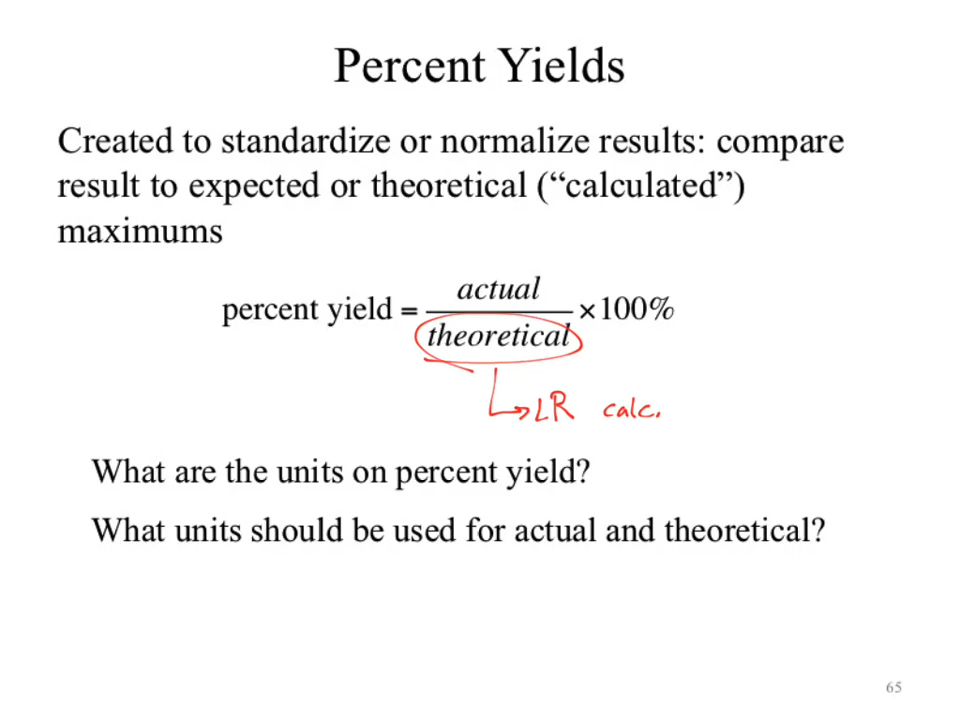 Percent Yields
Created to standardize or normalize results: compare
result to expected or theoretical (“calculated”)
maximums
percent yield = actual / theoretical ×100%
LR calc.
What are the units on percent yield?
What units should be used for actual and theoretical?
65